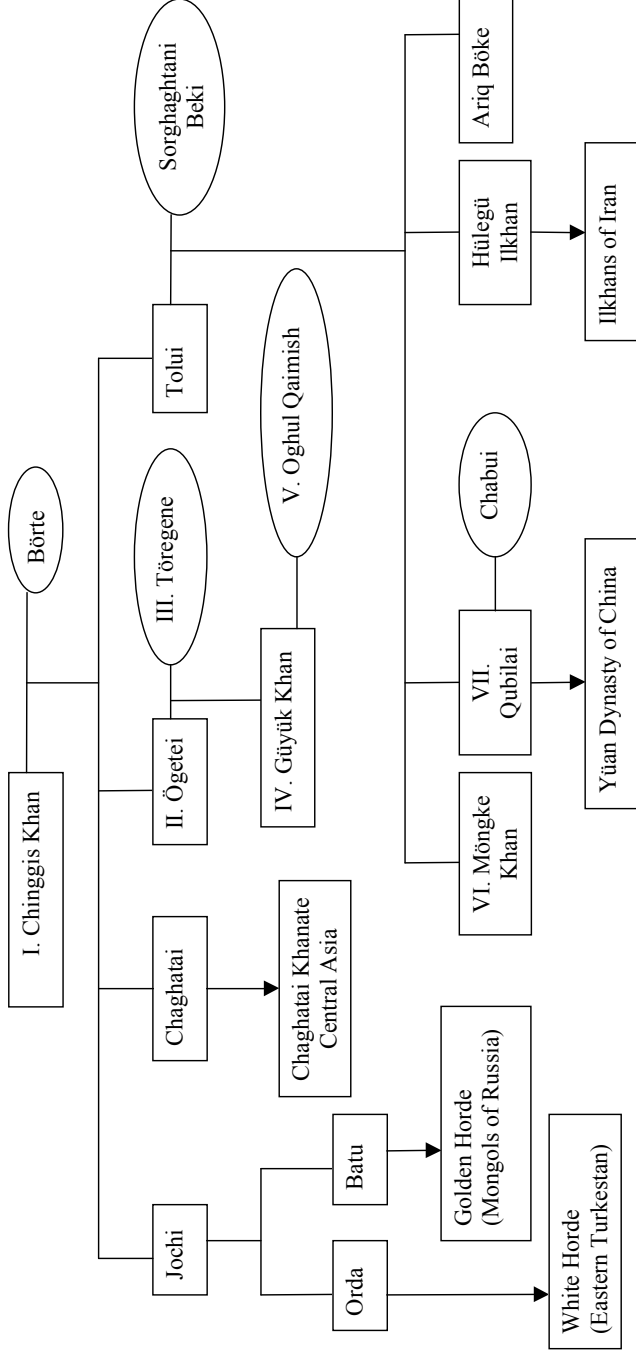 I. Chinggis Khan
Börte
Jochi
Chaghatai
II. Ögetei
III. Töregene
Tolui
Sorghaghtani
Beki
Orda
Batu
Chaghatai Khanate
Central Asia
IV. Güyük Khan
V. Oghul Qaimish
Golden Horde
(Mongols of Russia)
White Horde
(Eastern Turkestan)
VI. Möngke
Khan
VII.
Qubilai
Chabui
Hülegü
Ilkhan
Ariq Böke
Yüan Dynasty of China
Ilkhans of Iran